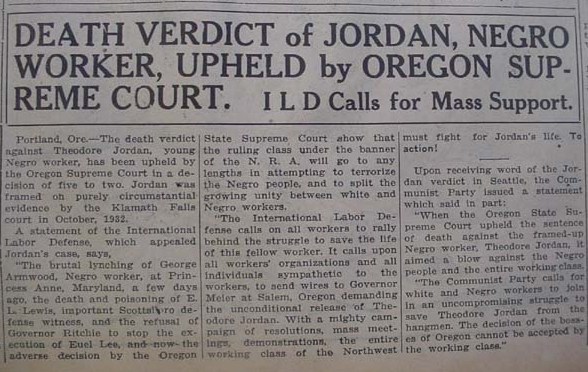 DEATH VERDICT of JORDAN, NEGRO
WORKER, UPHELD by OREGON SUP-
REME COURT. I L D Calls for Mass Support.
Portland, Ore.—The death verdict
against Theodore Jordan, young
Negro worker, has been upheld by
the Oregon Supreme Court in a de-
cision of five to two. Jordan was
framed on purely circumstantial
evidence by the Klamath Falls
court in October, 1932.
A statement of the International
Labor Defense, which appealed
Jordan's case, says,
"The brutal lynching of George
Armwood, Negro worker, at Prin-
cess Anne, Maryland, a few days
ago, the death and poisoning of E.
L. Lewis, important Scottsboro de-
fense witness, and the refusal of
Governor Ritchie to stop the ex-
ecution of Euel Lee, and now the
adverse decision by the Oregon
State Supreme Court show that
the ruling class under the banner
of the N. R. A. will go to any
lengths in attempting to terrorize
the Negro people, and to split the
growing unity between white and
Negro workers.
"The International Labor De-
fense calls on all workers to rally
behind the struggle to save the life
of this fellow worker. It calls upon
all workers' organizations and all
individuals sympathetic to the
workers, to send wires to Governor
Meier at Salem, Oregon demanding
the unconditional release of The-
odore Jordan. With a mighty cam-
paign of resolutions, mass meet-
ings, demonstrations, the entire
working class of the Northwest
must fight for Jordan's life. To
action!
Upon receiving word of the Jor-
dan verdict in Seattle, the Com-
munist Party issued a statement
which said in part:
"When the Oregon State Su-
preme Court upheld the sentence
of death against the framed-up
Negro worker, Theodore Jordan, it
aimed a blow against the Negro
people and the entire working class.
"The Communist Party calls on
white and Negro workers to join
in an uncompromising struggle to
save Theodore Jordan from the
hangmen. The decision of the boss-
es of Oregon cannot be accepted by
the working class."